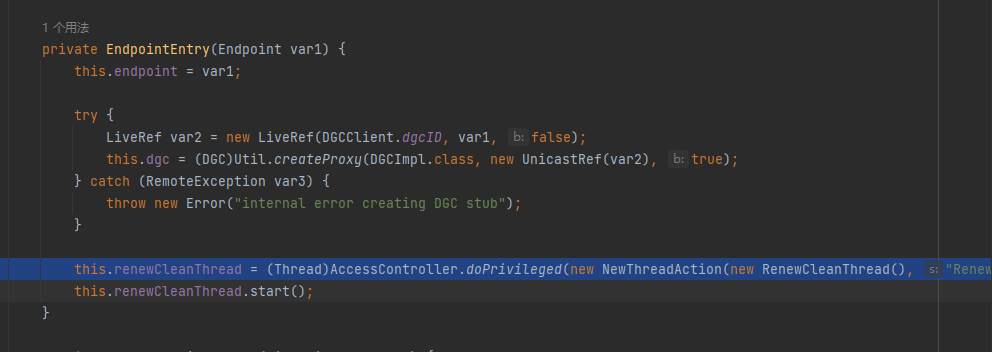 1 个用法
private EndpointEntry(Endpoint var1) {
this.endpoint = var1;
try {
LiveRef var2 = new LiveRef(DGCClient.dgcID, var1, b: false);
this.dgc = (DGC)Util.createProxy(DGCImpl.class, new UnicastRef(var2), b: true);
} catch (RemoteException var3) {
throw new Error("internal error creating DGC stub");
}
this.renewCleanThread = (Thread)AccessController.doPrivileged(new NewThreadAction(new RenewCleanThread(), s: "Renew
this.renewCleanThread.start();
}